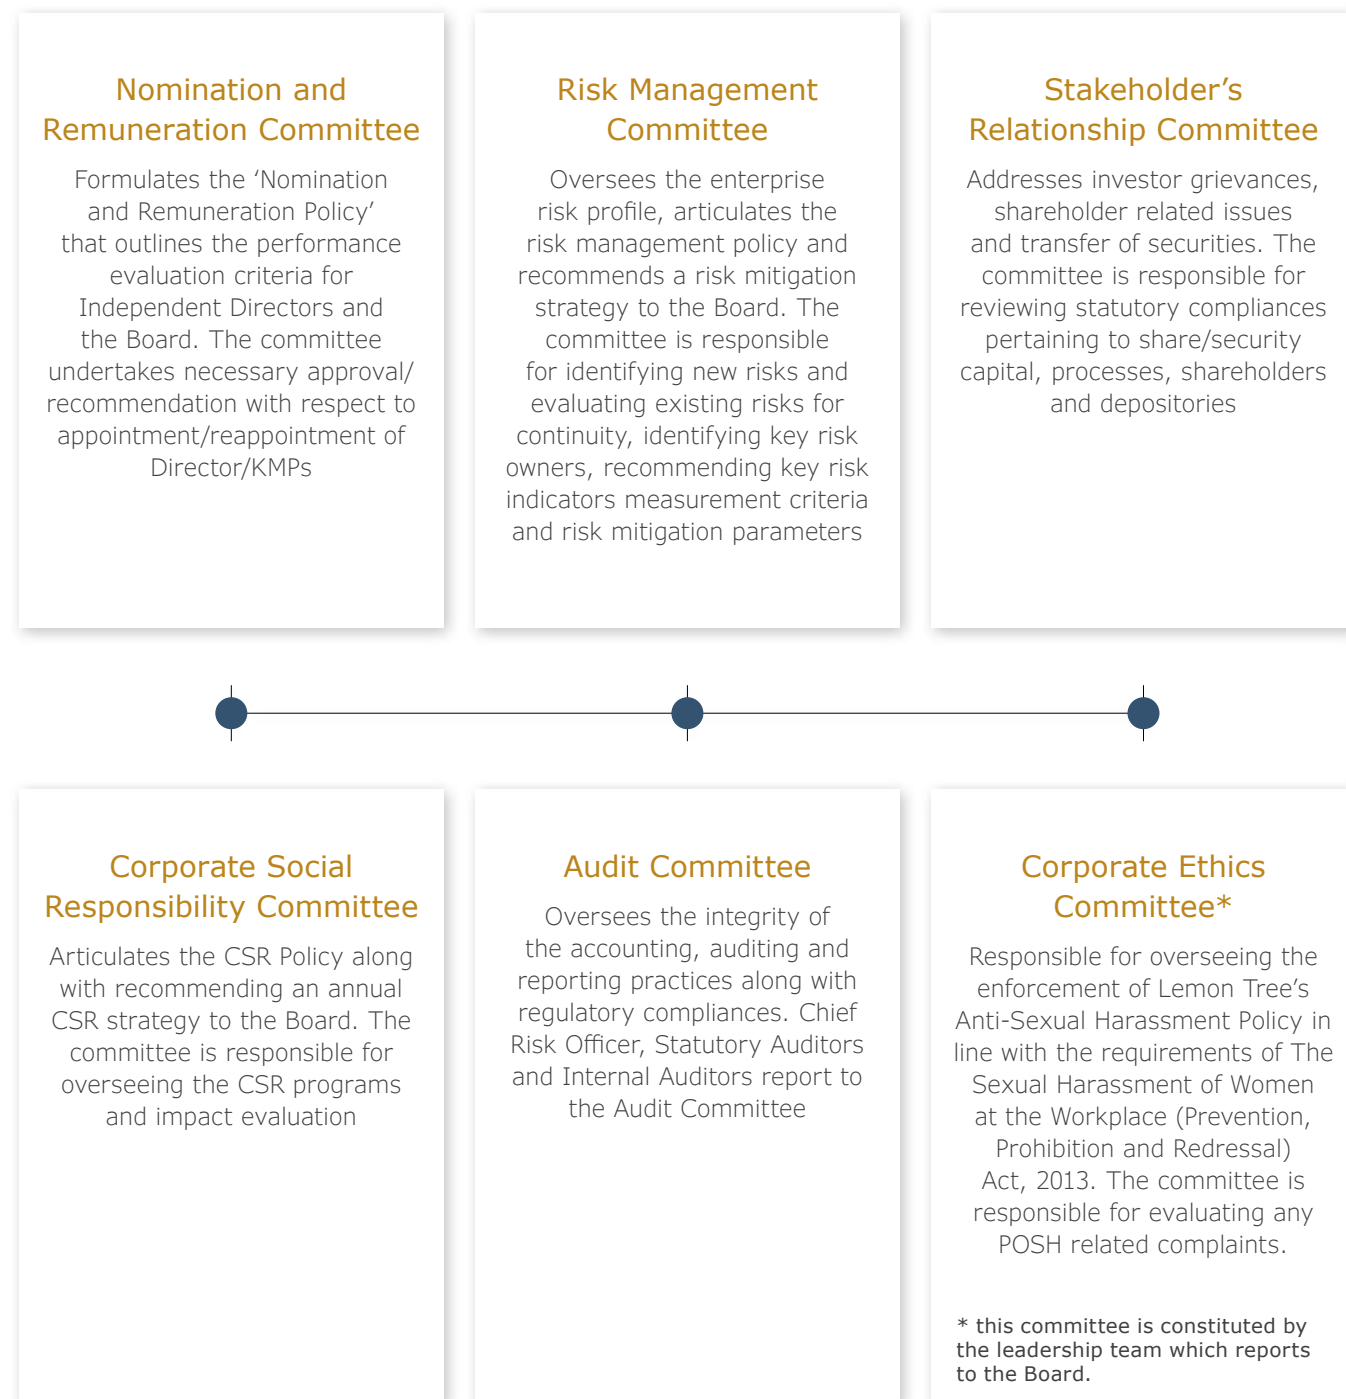 Nomination and
Remuneration Committee
Formulates the ‘Nomination
and Remuneration Policy’
that outlines the performance
evaluation criteria for
Independent Directors and
the Board. The committee
undertakes necessary approval/
recommendation with respect to
appointment/reappointment of
Director/KMPs
Risk Management
Committee
Oversees the enterprise
risk profile, articulates the
risk management policy and
recommends a risk mitigation
strategy to the Board. The
committee is responsible
for identifying new risks and
evaluating existing risks for
continuity, identifying key risk
owners, recommending key risk
indicators measurement criteria
and risk mitigation parameters
Stakeholder’s
Relationship Committee
Addresses investor grievances,
shareholder related issues
and transfer of securities. The
committee is responsible for
reviewing statutory compliances
pertaining to share/security
capital, processes, shareholders
and depositories
Corporate Social
Responsibility Committee
Articulates the CSR Policy along
with recommending an annual
CSR strategy to the Board. The
committee is responsible for
overseeing the CSR programs
and impact evaluation
Audit Committee
Oversees the integrity of
the accounting, auditing and
reporting practices along with
regulatory compliances. Chief
Risk Officer, Statutory Auditors
and Internal Auditors report to
the Audit Committee
Corporate Ethics
Committee*
Responsible for overseeing the
enforcement of Lemon Tree’s
Anti-Sexual Harassment Policy in
line with the requirements of The
Sexual Harassment of Women
at the Workplace (Prevention,
Prohibition and Redressal)
Act, 2013. The committee is
responsible for evaluating any
POSH related complaints.
* this committee is constituted by
the leadership team which reports
to the Board.